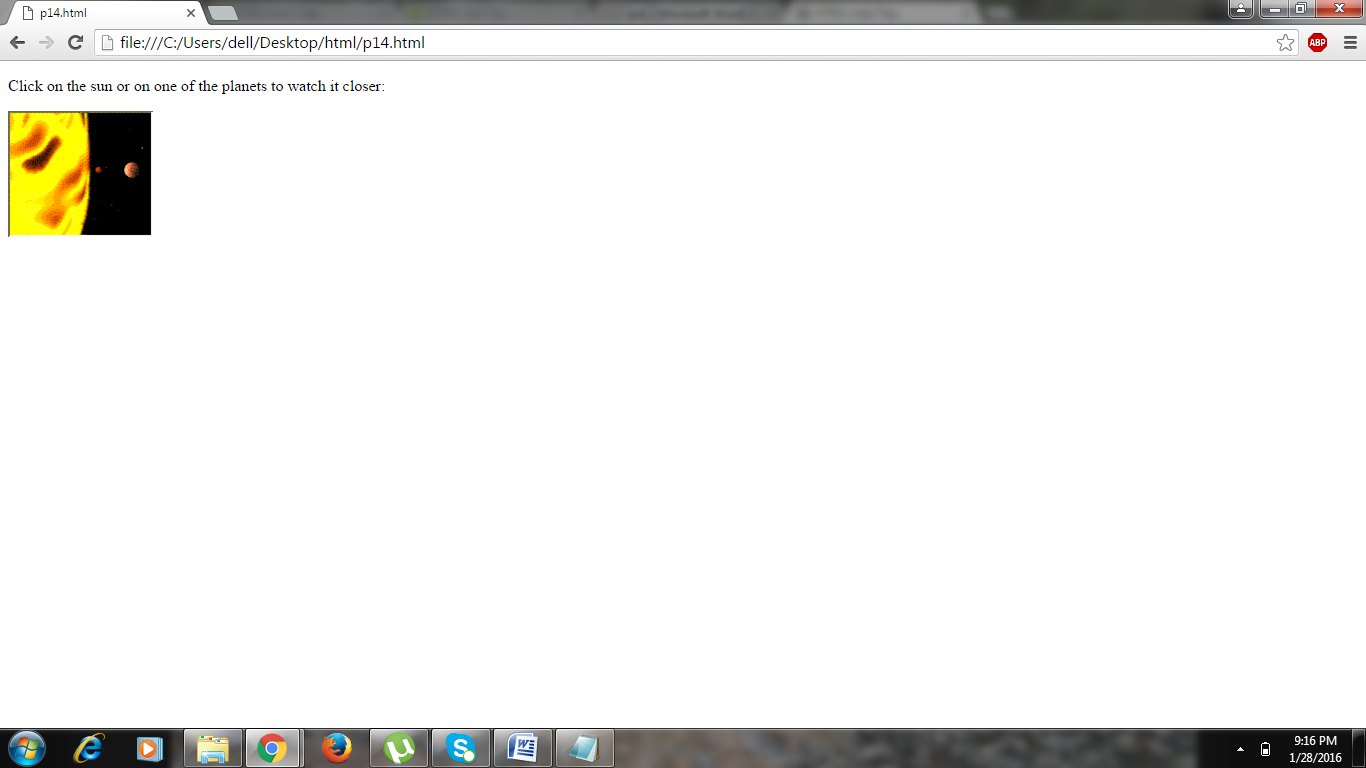 p14.html
file:///C:/Users/dell/Desktop/html/p14.html
ABP
Click on the sun or on one of the planets to watch it closer:
9:16 PM
1/28/2016